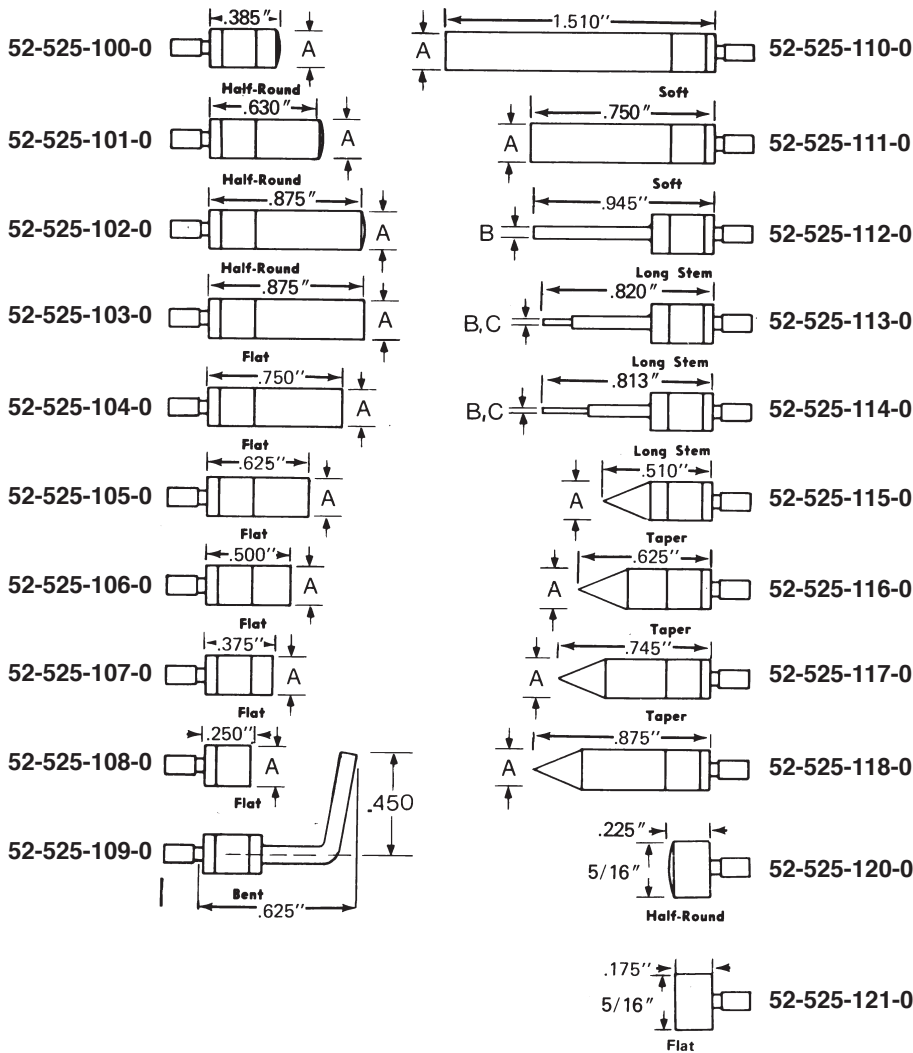 .385″
52-525-100-0
A
Half-Round
.630″
52-525-101-0
A
Half-Round
.875″
52-525-102-0
A
Half-Round
.875″
52-525-103-0
A
Flat
.750″
52-525-104-0
A
Flat
.625″
52-525-105-0
A
Flat
.500″
52-525-106-0
A
Flat
.375″
52-525-107-0
A
Flat
.250″
52-525-108-0
A
Flat
.450
52-525-109-0
Bent
.625″
1.510″
A
52-525-110-0
Soft
.750″
A
52-525-111-0
Soft
.945″
B
52-525-112-0
Long Stem
.820″
B,C
52-525-113-0
Long Stem
.813″
B,C
52-525-114-0
Long Stem
.510″
A
52-525-115-0
Taper
.625″
A
52-525-116-0
Taper
.745″
A
52-525-117-0
Taper
.875″
A
52-525-118-0
.225″
5/16″
52-525-120-0
Half-Round
.175″
5/16″
52-525-121-0
Flat